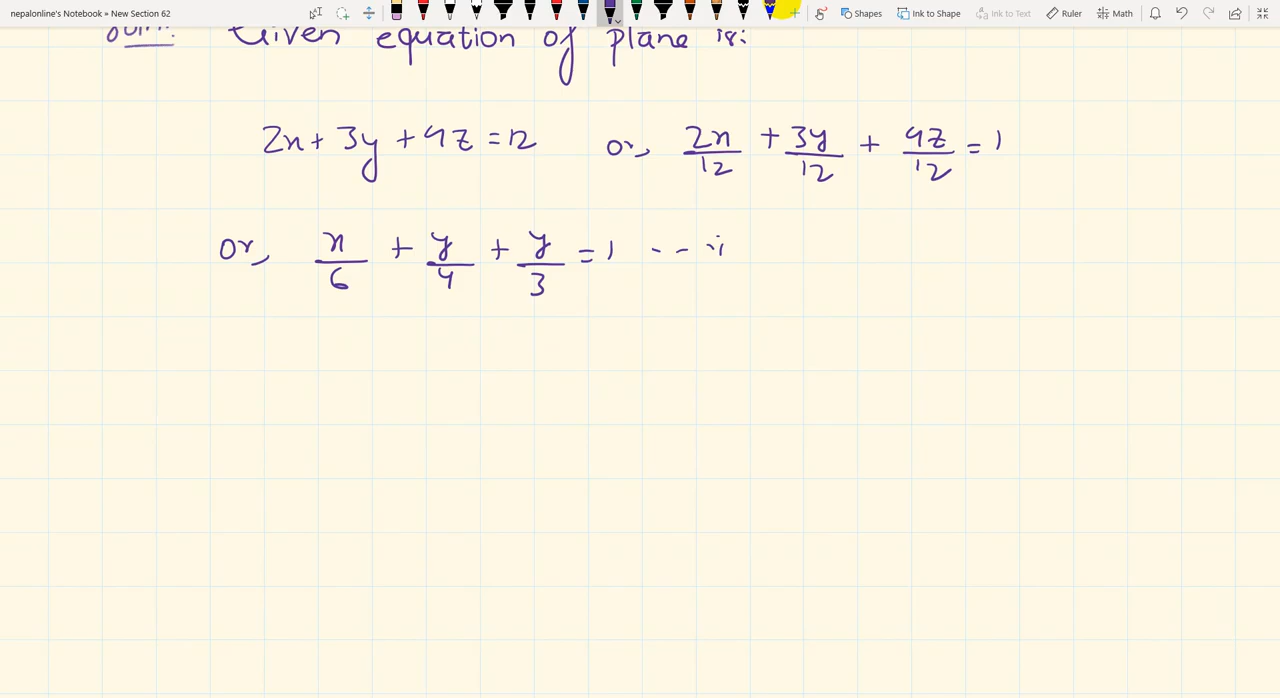 nepalonline's Notebook » New Section 62
Shapes Ink to Shape Ink to Text Ruler Math
Soln: Given equation of plane is:
2x + 3y + 4z = 12 or, 2x/12 + 3y/12 + 4z/12 = 1
or, x/6 + y/4 + y/3 = 1 -- i